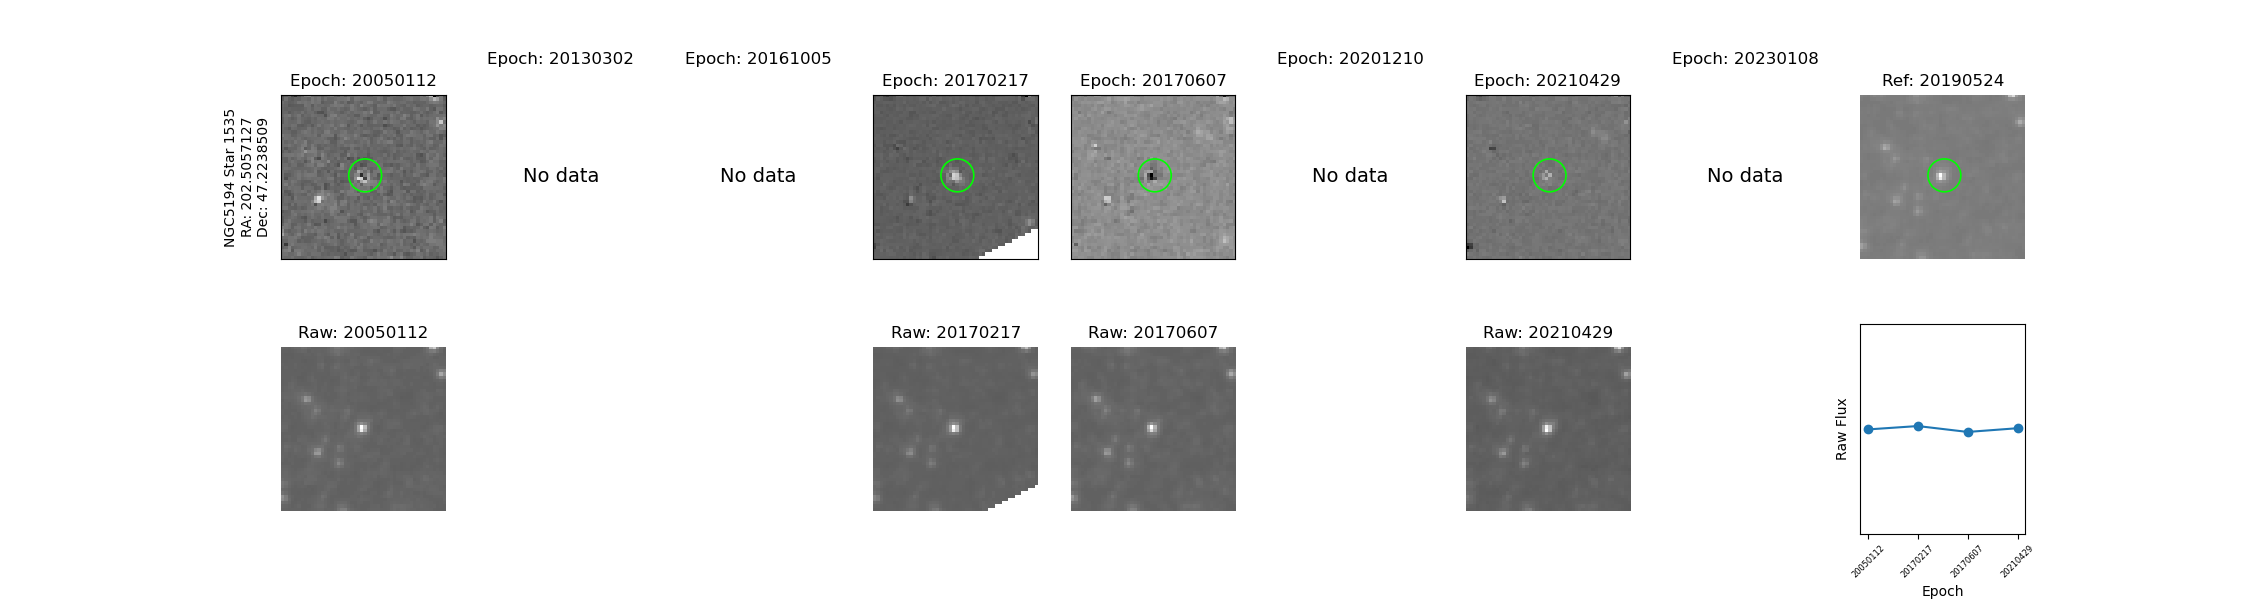 Epoch: 20130302
Epoch: 20161005
Epoch: 20201210
Epoch: 20230108
Epoch: 20050112
Epoch: 20170217
Epoch: 20170607
Epoch: 20210429
Ref: 20190524
NGC5194 Star 1535
RA: 202.5057127
Dec: 47.2238509
No data
No data
No data
No data
Raw: 20050112
Raw: 20170217
Raw: 20170607
Raw: 20210429
Raw Flux
20050112
20170217
20170607
20210429
Epoch